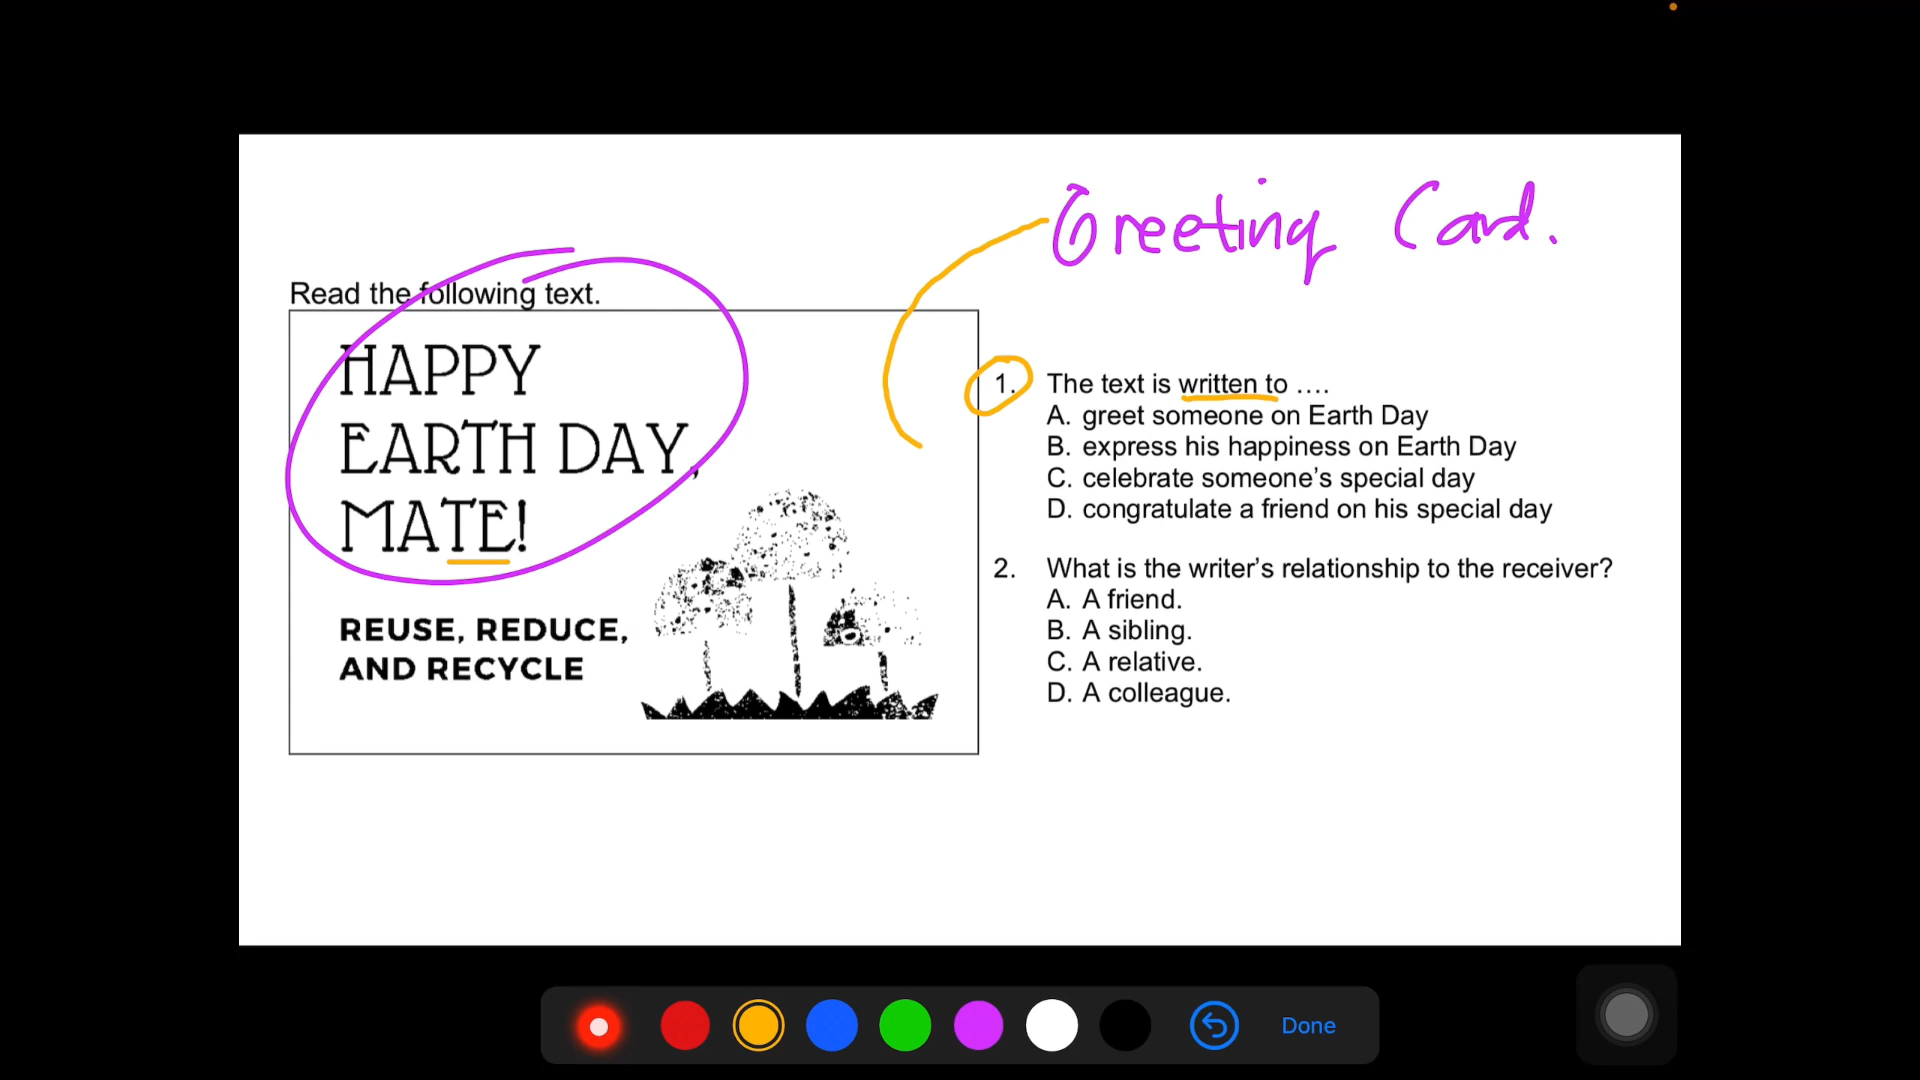 Greeting Card.
Read the following text.
HAPPY
EARTH DAY,
MATE!
REUSE, REDUCE,
AND RECYCLE
1. The text is written to ....
A. greet someone on Earth Day
B. express his happiness on Earth Day
C. celebrate someone's special day
D. congratulate a friend on his special day
2. What is the writer's relationship to the receiver?
A. A friend.
B. A sibling.
C. A relative.
D. A colleague.
Done